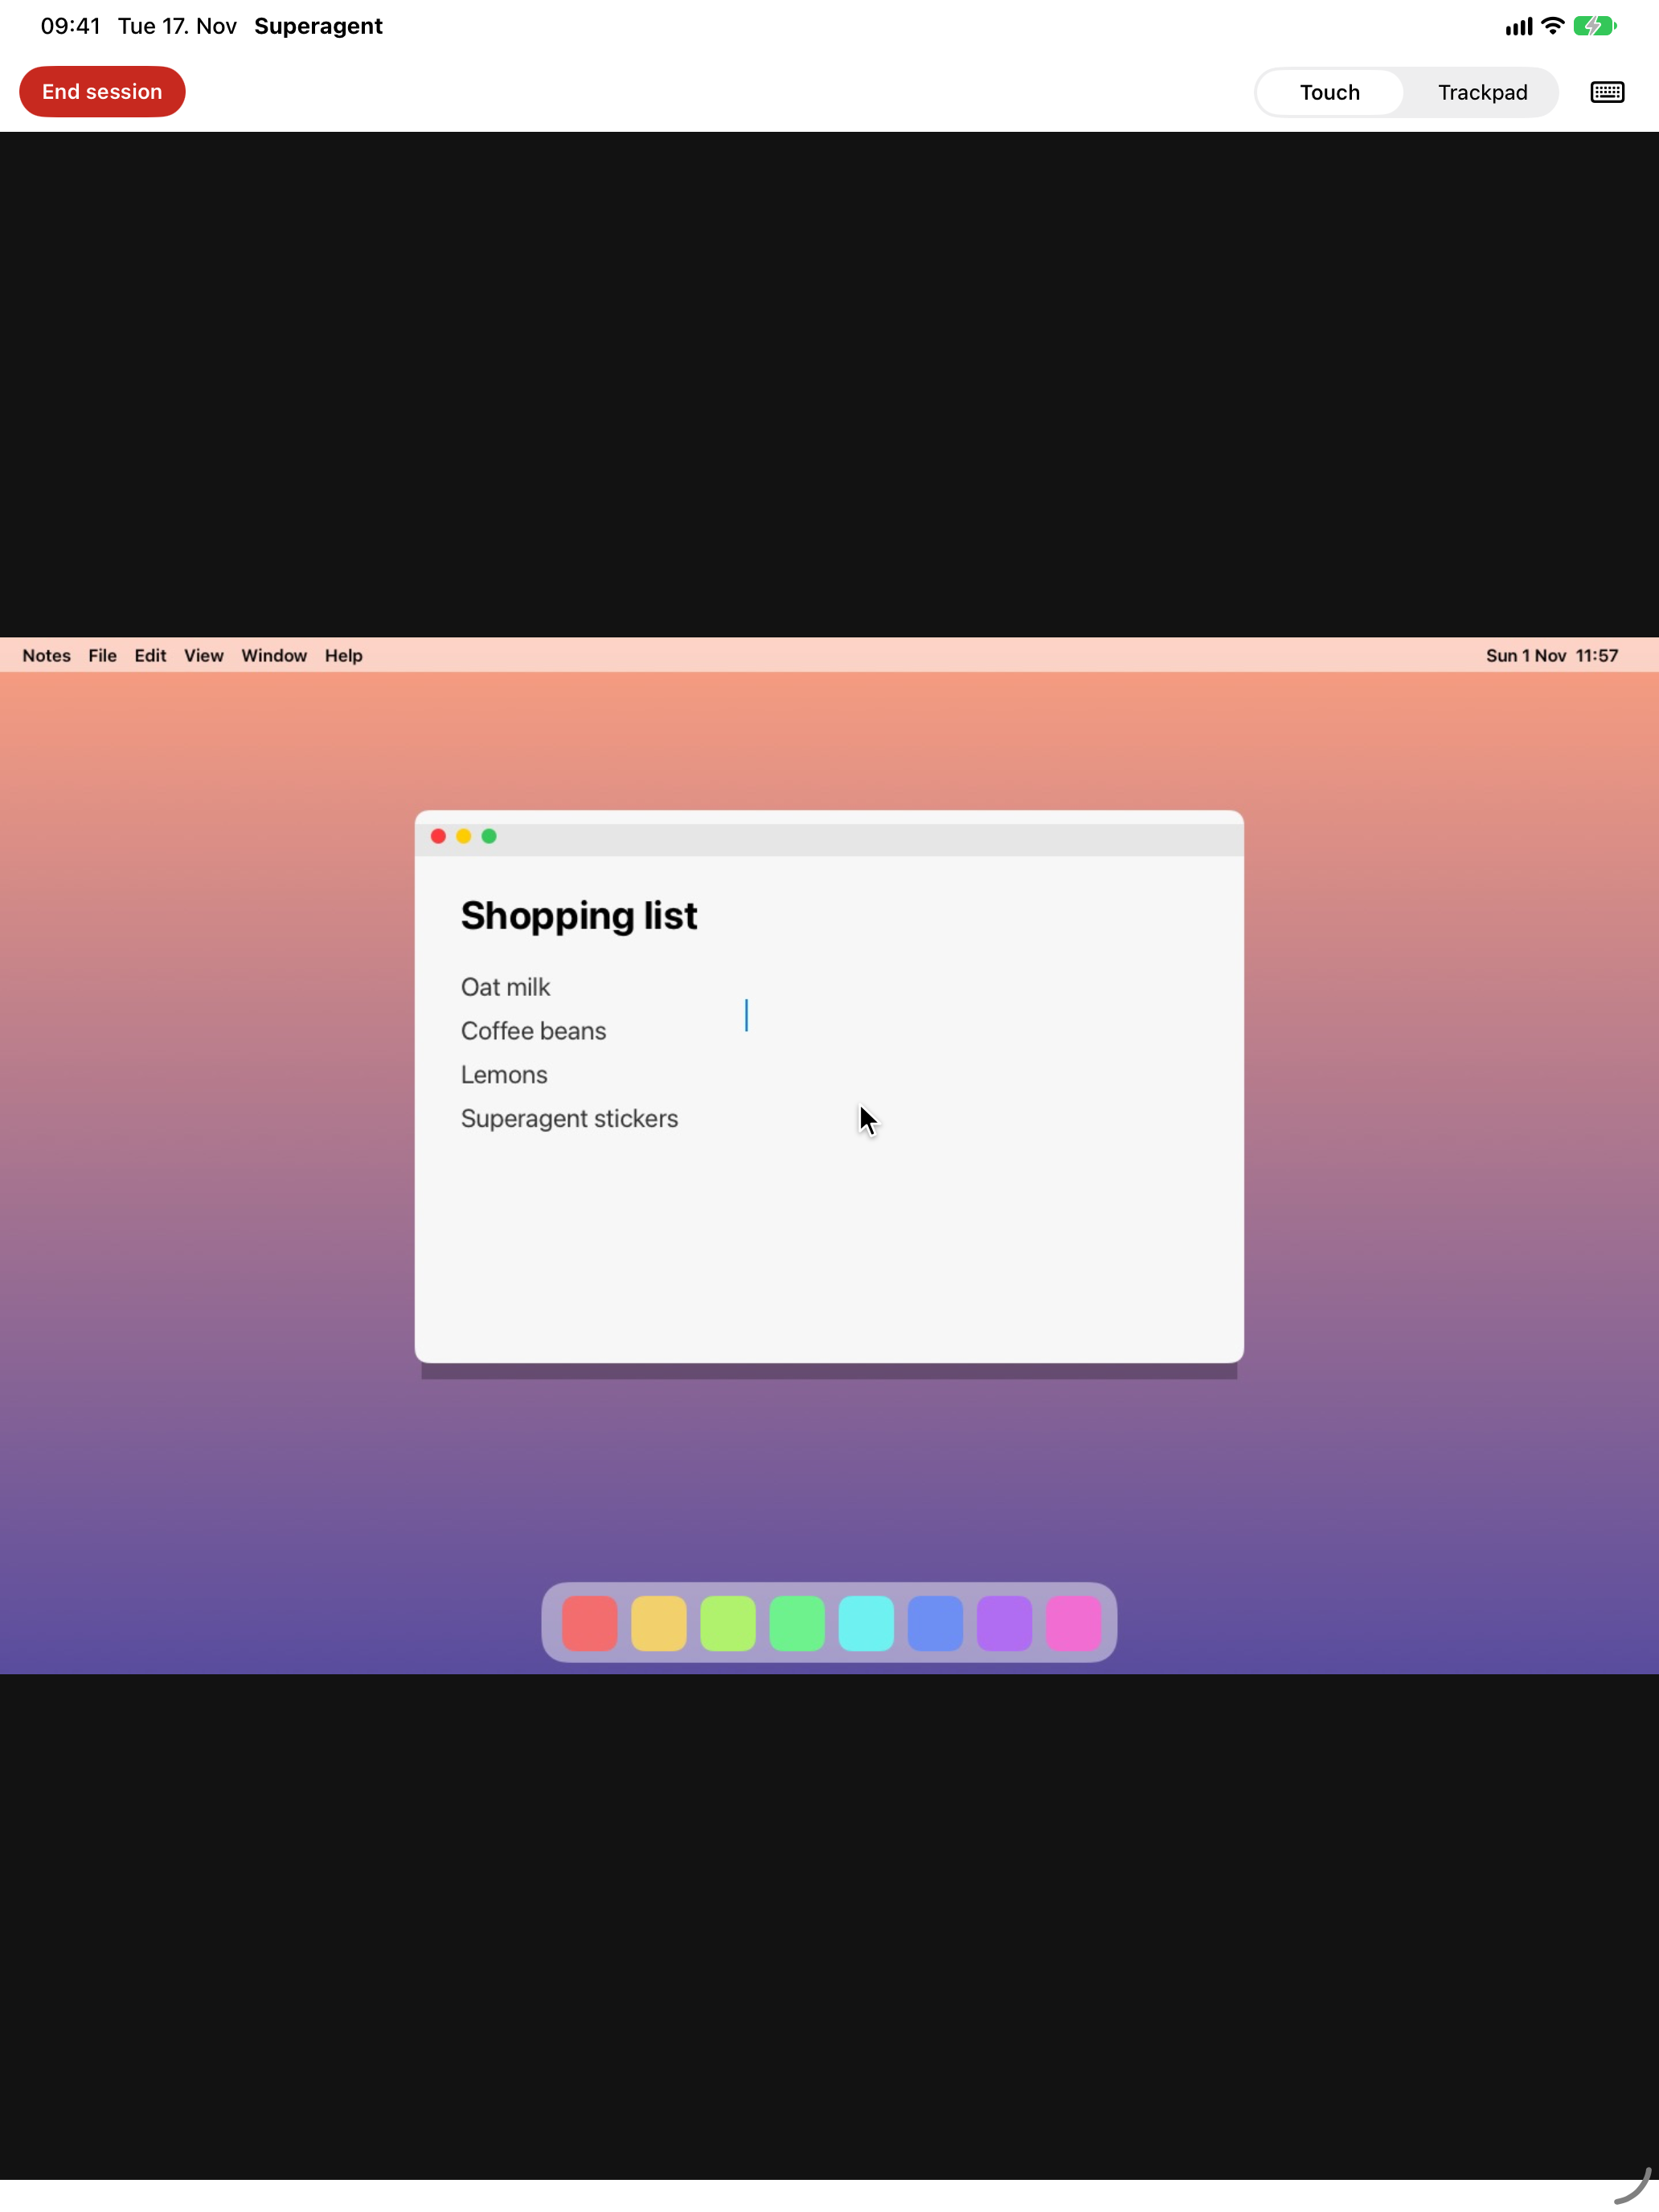 09:41 Tue 17. Nov Superagent
End session
Touch Trackpad
Notes File Edit View Window Help Sun 1 Nov 11:57
Shopping list
Oat milk
Coffee beans
Lemons
Superagent stickers